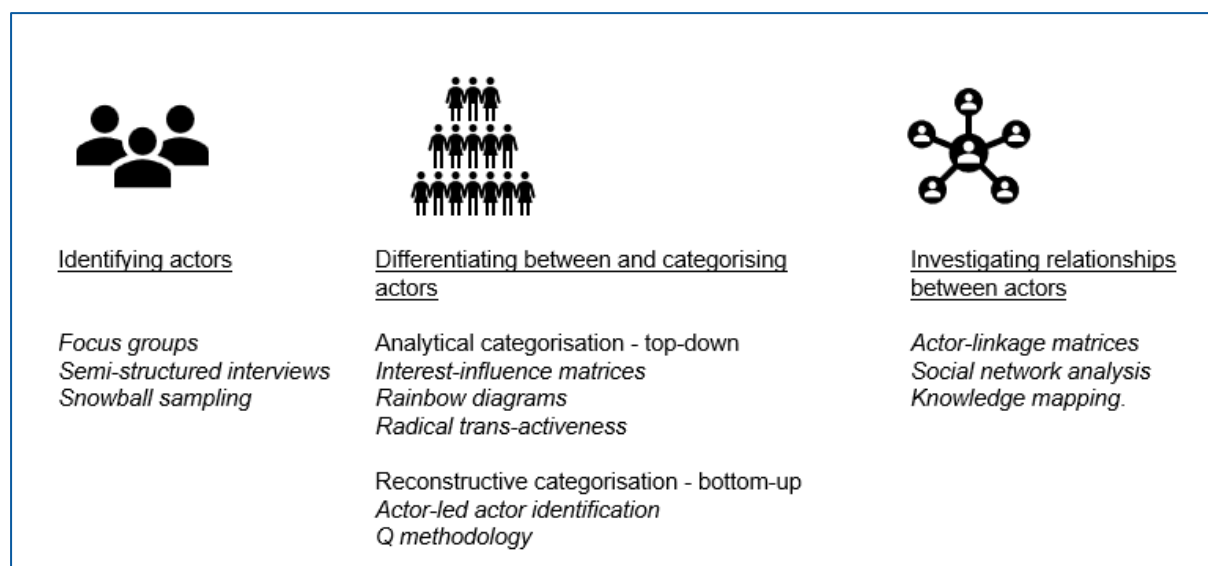 Identifying actors
Focus groups
Semi-structured interviews
Snowball sampling
Differentiating between and categorising
actors
Analytical categorisation - top-down
Interest-influence matrices
Rainbow diagrams
Radical trans-activeness
Reconstructive categorisation - bottom-up
Actor-led actor identification
Q methodology
Investigating relationships
between actors
Actor-linkage matrices
Social network analysis
Knowledge mapping.